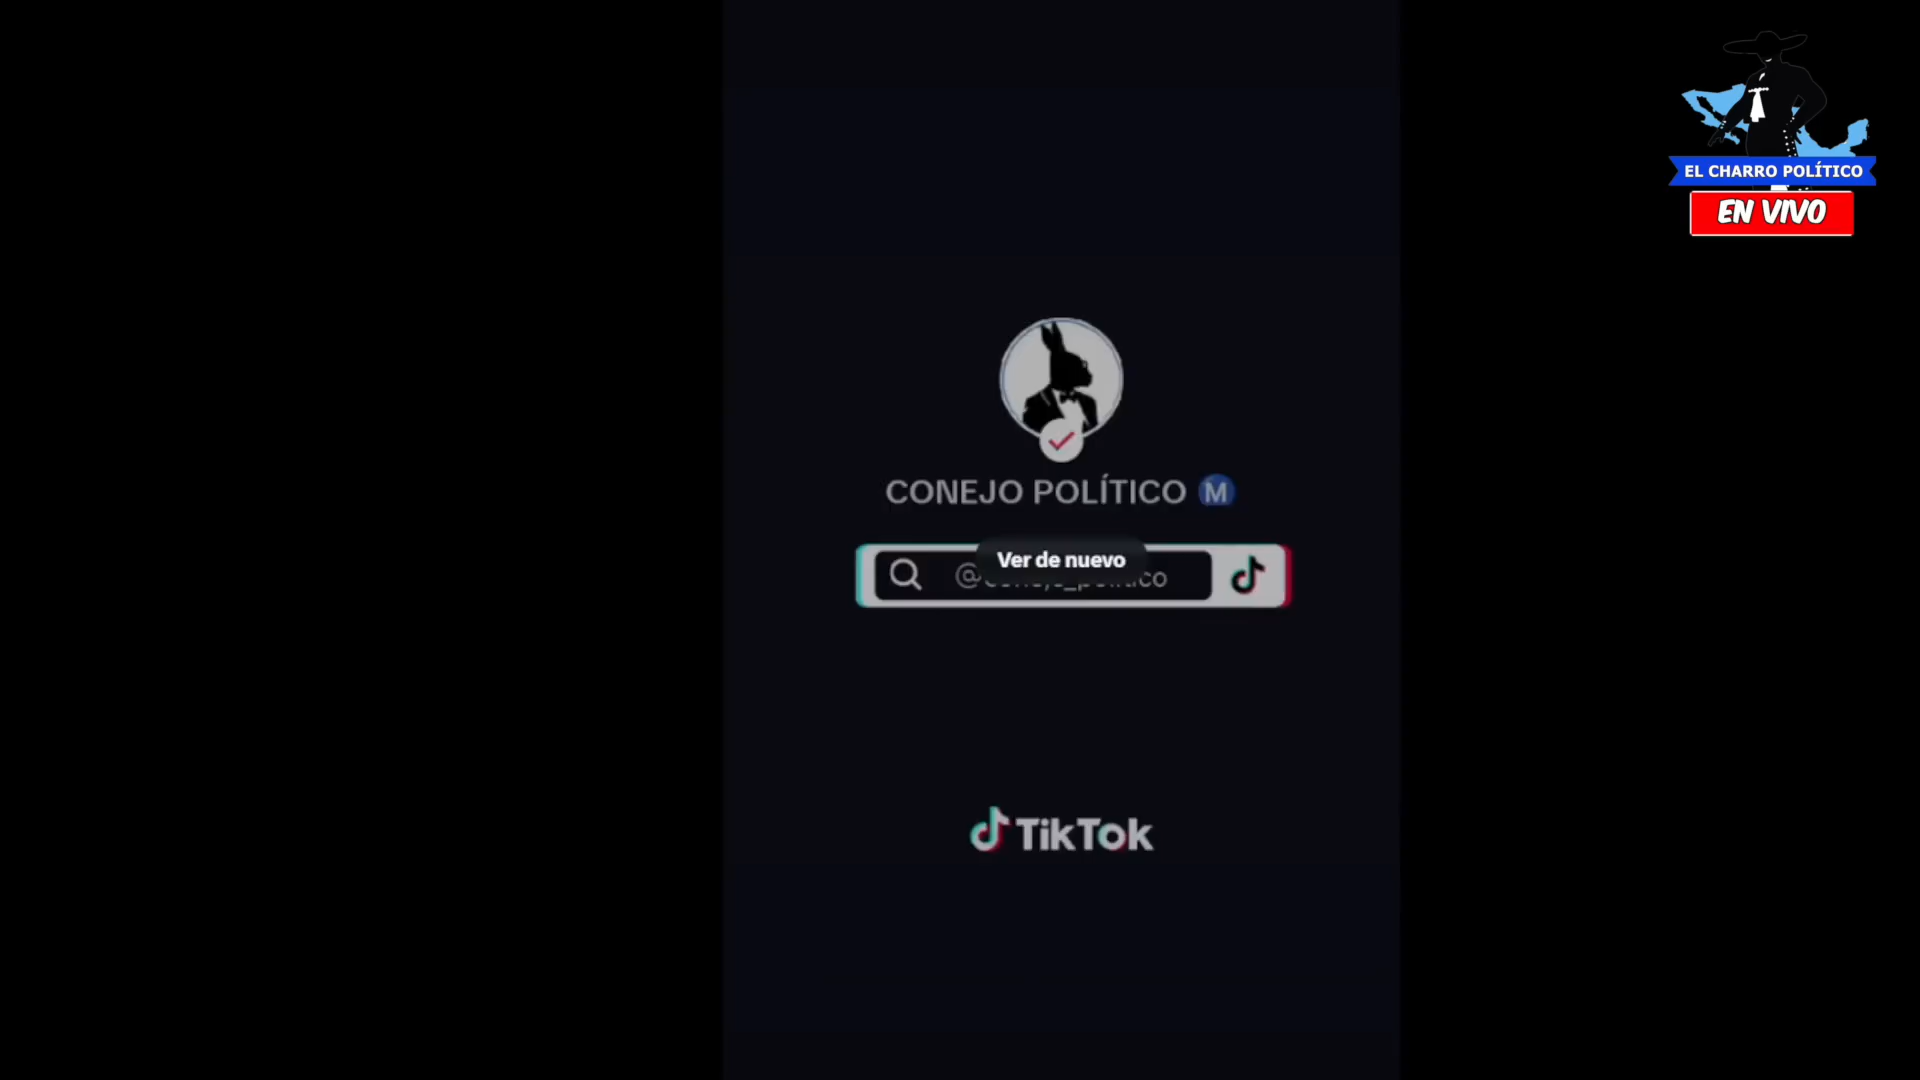 EL CHARRO POLÍTICO
EN VIVO
CONEJO POLÍTICO M
Ver de nuevo
TikTok